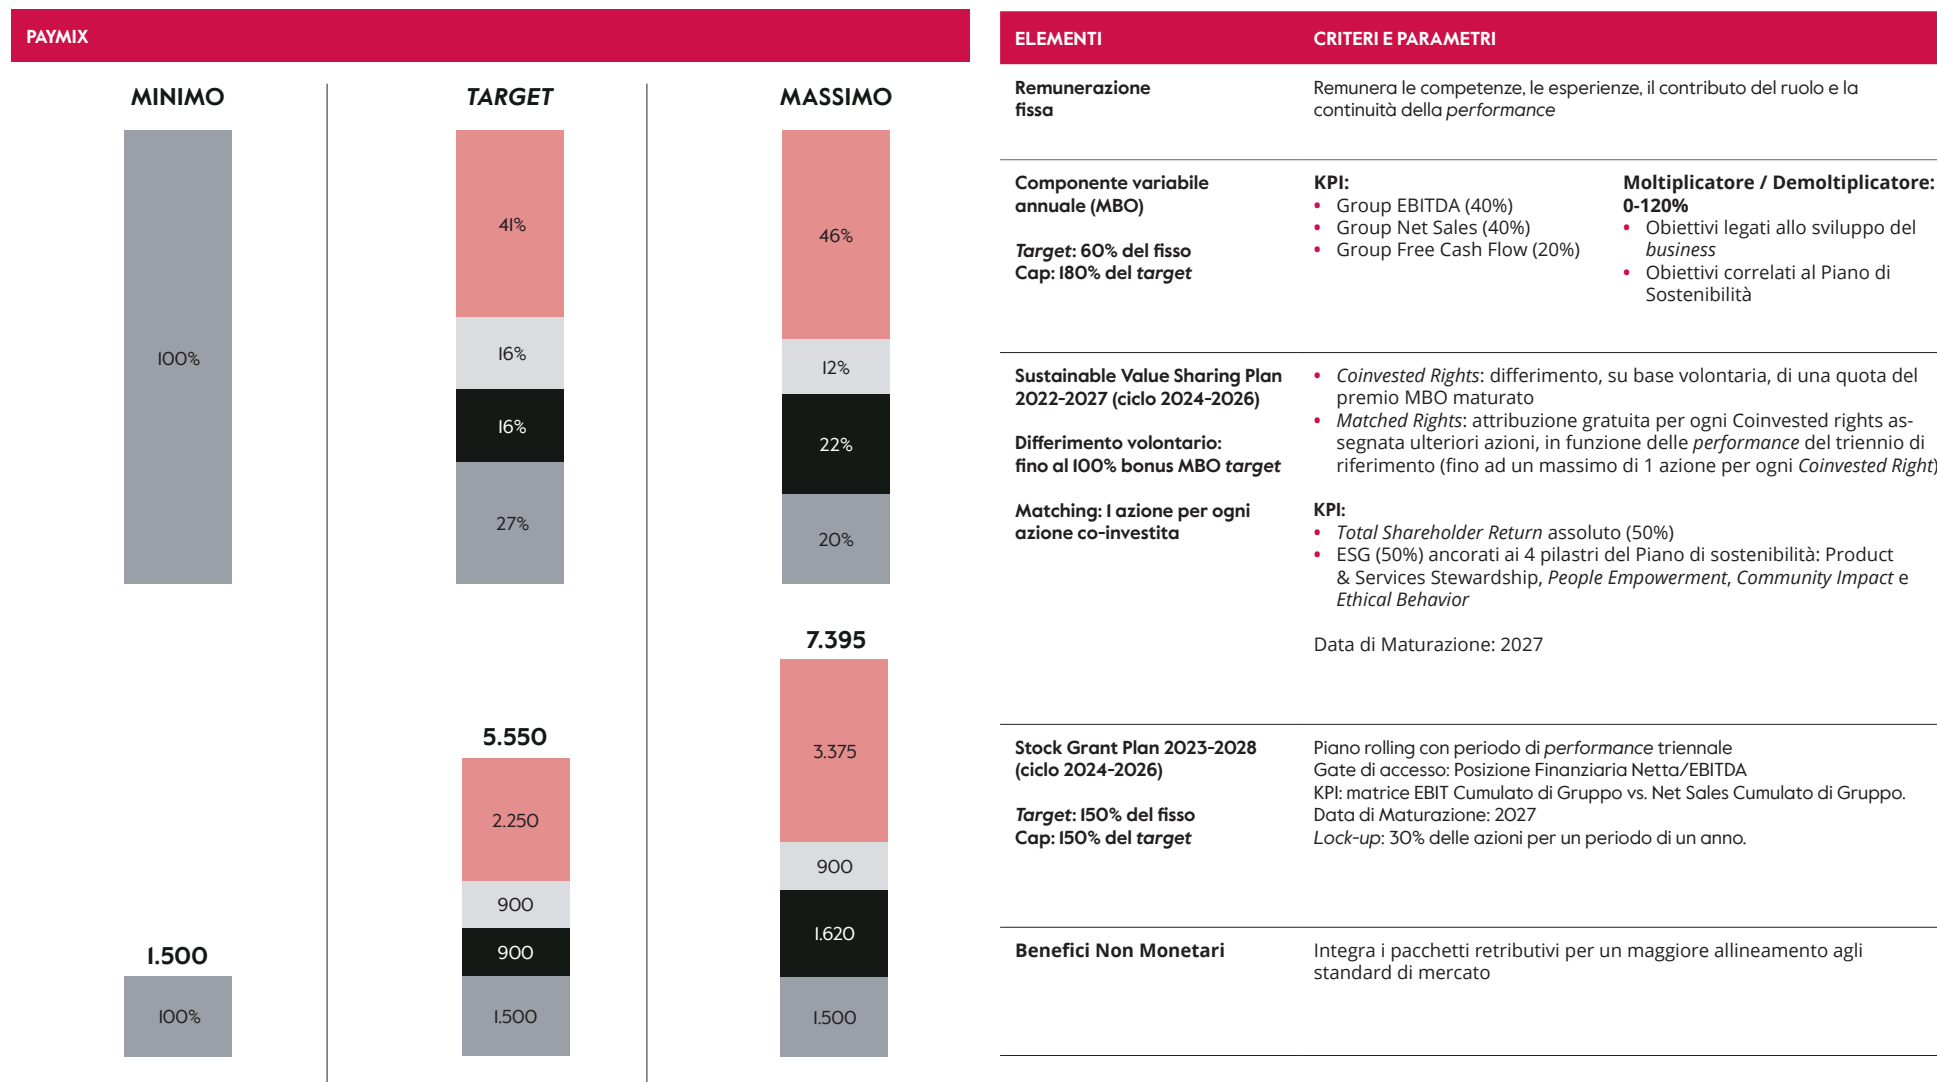 PAYMIX
MINIMO
TARGET
MASSIMO
100%
41%
16%
16%
27%
46%
12%
22%
20%
1.500
100%
5.550
2.250
900
900
1.500
7.395
3.375
900
1.620
1.500
ELEMENTI
CRITERI E PARAMETRI
Remunerazione
fissa
Remunera le competenze, le esperienze, il contributo del ruolo e la
continuità della performance
Componente variabile
annuale (MBO)
Target: 60% del fisso
Cap: 180% del target
KPI:
• Group EBITDA (40%)
• Group Net Sales (40%)
• Group Free Cash Flow (20%)
Moltiplicatore / Demoltiplicatore:
0-120%
• Obiettivi legati allo sviluppo del
business
• Obiettivi correlati al Piano di
Sostenibilità
Sustainable Value Sharing Plan
2022-2027 (ciclo 2024-2026)
Differimento volontario:
fino al 100% bonus MBO target
Matching: 1 azione per ogni
azione co-investita
• Coinvested Rights: differimento, su base volontaria, di una quota del
premio MBO maturato
• Matched Rights: attribuzione gratuita per ogni Coinvested rights as-
segnata ulteriori azioni, in funzione delle performance del triennio di
riferimento (fino ad un massimo di 1 azione per ogni Coinvested Right)
KPI:
• Total Shareholder Return assoluto (50%)
• ESG (50%) ancorati ai 4 pilastri del Piano di sostenibilità: Product
& Services Stewardship, People Empowerment, Community Impact e
Ethical Behavior
Data di Maturazione: 2027
Stock Grant Plan 2023-2028
(ciclo 2024-2026)
Target: 150% del fisso
Cap: 150% del target
Piano rolling con periodo di performance triennale
Gate di accesso: Posizione Finanziaria Netta/EBITDA
KPI: matrice EBIT Cumulato di Gruppo vs. Net Sales Cumulato di Gruppo.
Data di Maturazione: 2027
Lock-up: 30% delle azioni per un periodo di un anno.
Benefici Non Monetari
Integra i pacchetti retributivi per un maggiore allineamento agli
standard di mercato